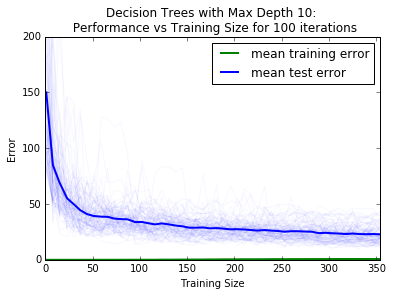 Decision Trees with Max Depth 10:
Performance vs Training Size for 100 iterations
mean training error
mean test error
200
150
100
50
0
Error
0 50 100 150 200 250 300 350
Training Size